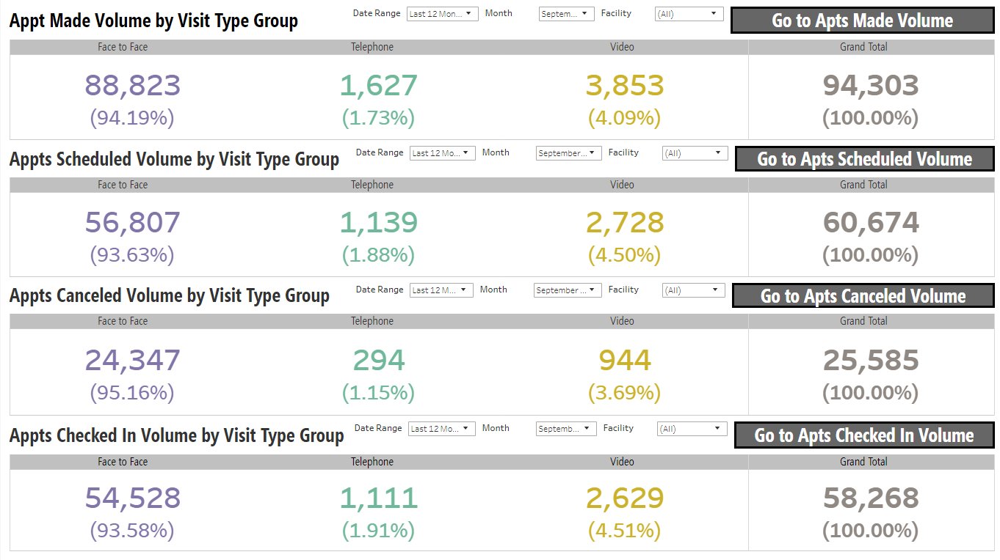 Appt Made Volume by Visit Type Group Date Range Last 12 Mon... Month Septem... Facility (All) Go to Apts Made Volume
Face to Face Telephone Video Grand Total
88,823 1,627 3,853 94,303
(94.19%) (1.73%) (4.09%) (100.00%)
Appts Scheduled Volume by Visit Type Group Date Range Last 12 Mo... Month September... Facility (All) Go to Apts Scheduled Volume
Face to Face Telephone Video Grand Total
56,807 1,139 2,728 60,674
(93.63%) (1.88%) (4.50%) (100.00%)
Appts Canceled Volume by Visit Type Group Date Range Last 12 M... Month September ... Facility (All) Go to Apts Canceled Volume
Face to Face Telephone Video Grand Total
24,347 294 944 25,585
(95.16%) (1.15%) (3.69%) (100.00%)
Appts Checked In Volume by Visit Type Group Date Range Last 12 Mo... Month Septemb... Facility (All) Go to Apts Checked In Volume
Face to Face Telephone Video Grand Total
54,528 1,111 2,629 58,268
(93.58%) (1.91%) (4.51%) (100.00%)